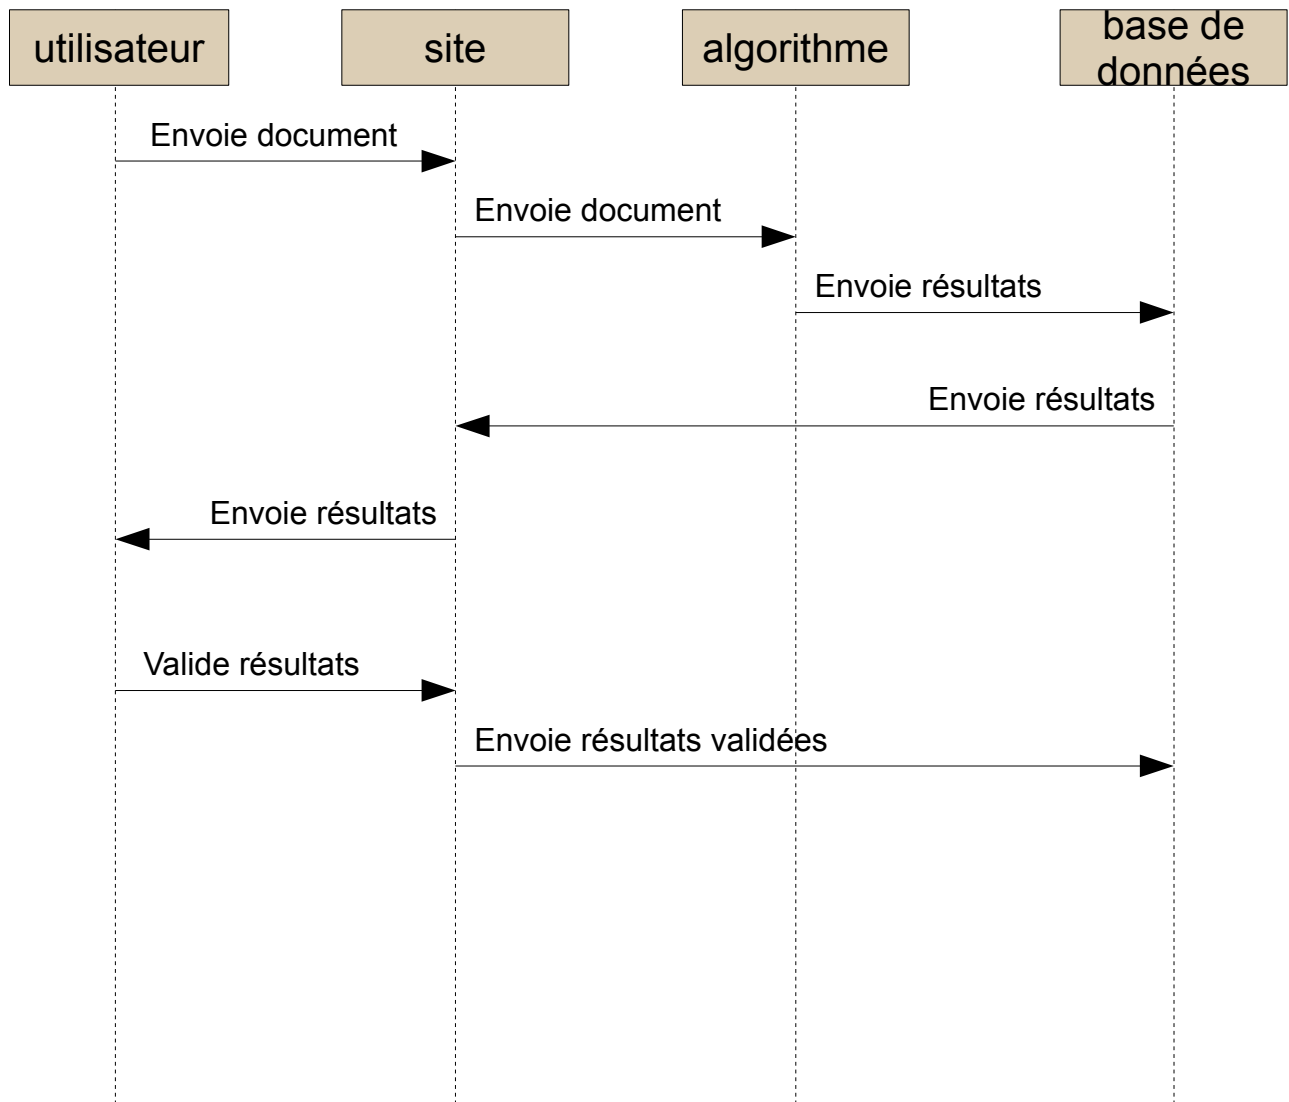 utilisateur
site
algorithme
base de
données
Envoie document
Envoie document
Envoie résultats
Envoie résultats
Envoie résultats
Valide résultats
Envoie résultats validées